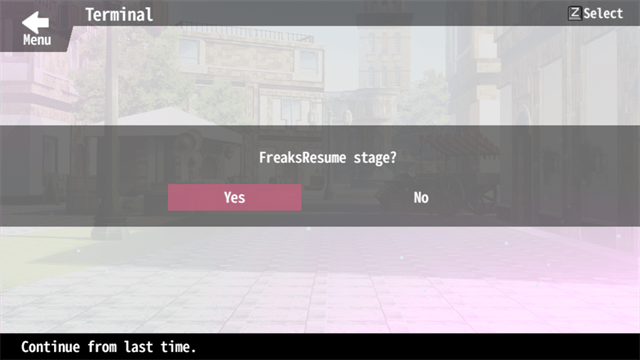 Terminal
Z Select
Menu
FreaksResume stage?
Yes
No
Continue from last time.